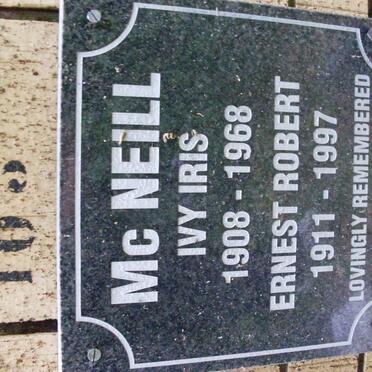 Mc NEILL
IVY IRIS
1908 - 1968
ERNEST ROBERT
1911 - 1997
LOVINGLY REMEMBERED